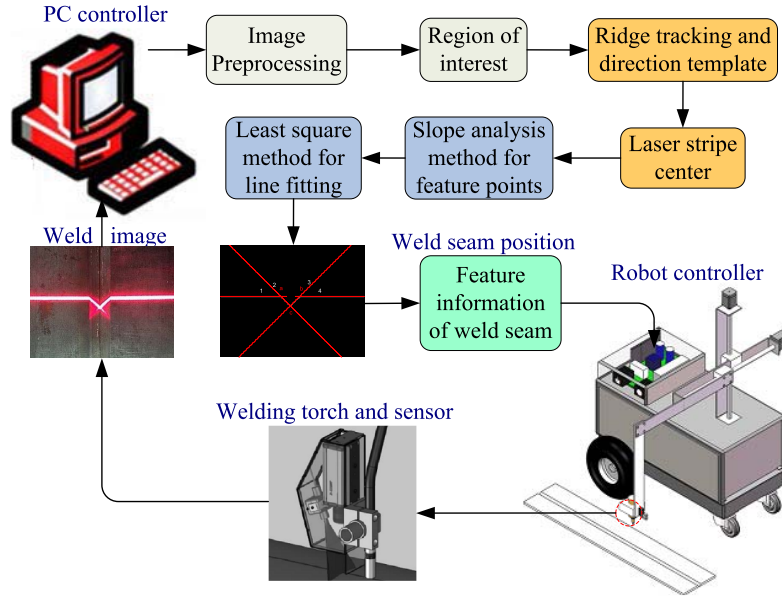 PC controller
Image
Preprocessing
Region of
interest
Ridge tracking and
direction template
Least square
method for
line fitting
Slope analysis
method for
feature points
Laser stripe
center
Weld image
1 2 3 4
Weld seam position
Feature
information
of weld seam
Robot controller
Welding torch and sensor